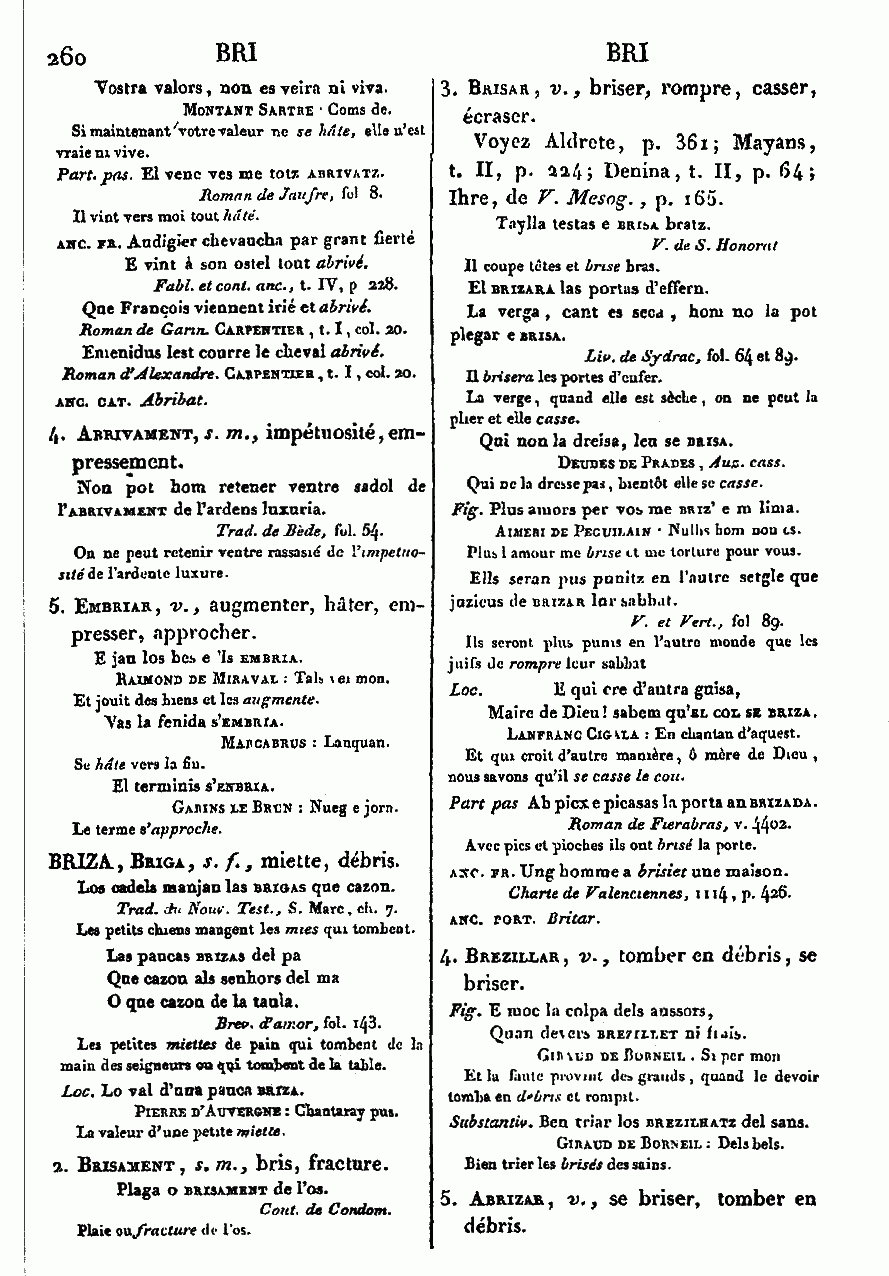 260 BRI BRI
Vostra valors, non es veira ni viva.
MONTANT SARTRE : Coms de.
Si maintenant votre valeur ne se hâte, elle n'est
vraie ni vive.
Part. pas. El venc ves me totz ABRIVATZ.
Roman de Jaufre, fol 8.
Il vint vers moi tout hâté.
ANC. FR. Audigier chevaucha par grant fierté
E vint à son ostel tout abrivé.
Fabl. et cont. anc., t. IV, p 228.
Que François viennent irié et abrivé.
Roman de Garin. CARPENTIER, t. I, col. 20.
Emenidus lest courre le cheval abrivé.
Roman d'Alexandre. CARPENTIER, t. I, col. 20.
ANC. CAT. Abribat.
4. ABRIVAMENT, s. m., impétuosité, em-
pressement.
Non pot hom retener ventre sadol de
l'ABRIVAMENT de l'ardens luxuria.
Trad. de Bède, fol. 54.
On ne peut retenir ventre rassasié de l'impétuo-
sité de l'ardente luxure.
5. EMBRIAR, v., augmenter, hâter, em-
presser, approcher.
E jau los bes e 'ls EMBRIA.
RAIMOND DE MIRAVAL : Tals vei mon.
Et jouit des biens et les augmente.
Vas la fenida s'EMBRIA.
MARCABRUS : Lanquan.
Se hâte vers la fin.
El terminis s'ENBRIA.
GARINS LE BRUN : Nueg e jorn.
Le terme s'approche.
BRIZA, BRIGA, s. f., miette, débris.
Los cadels manjan las BRIGAS que cazon.
Trad. du Nouv. Test., S. Marc, ch. 7.
Les petits chiens mangent les mies qui tombent.
Las paucas BRIZAS del pa
Que cazon als senhors del ma
O que cazon de la taula.
Brev. d'amor, fol. 143.
Les petites miettes de pain qui tombent de la
main des seigneurs ou qui tombent de la table.
Loc. Lo val d'una pauca BRIZA.
PIERRE D'AUVERGNE : Chantaray pus.
La valeur d'une petite miette.
2. BRISAMENT, s. m., bris, fracture.
Plaga o BRISAMENT de l'os.
Cout. de Condom.
Plaie ou fracture de l'os.
3. BRISAR, v., briser, rompre, casser,
écraser.
Voyez Aldrete, p. 361; Mayans,
t. II, p. 224; Denina, t. II, p. 64;
Ihre, de V. Mesog., p. 165.
Taylla testas e BRISA bratz.
V. de S. Honorat
Il coupe têtes et brise bras.
El BRIZARA las portas d'effern.
La verga, cant es seca, hom no la pot
plegar e BRISA.
Liv. de Sydrac, fol. 64 et 89.
Il brisera les portes d'enfer.
La verge, quand elle est sèche, on ne peut la
plier et elle casse.
Qui non la dreisa, leu se BRISA.
DEUDES DE PRADES, Auz. cass.
Qui ne la dresse pas, bientôt elle se casse.
Fig. Plus amors per vos me BRIZ' e m lima.
AIMERI DE PEGUILAIN : Nulhs hom non es.
Plus l amour me brise et me torture pour vous.
Ells seran pus punitz en l'autre setgle que
juzieus de BRIZAR lor sabbat.
V. et Vert., fol 89.
Ils seront plus punis en l'autre monde que les
juifs de rompre leur sabbat
Loc. E qui cre d'autra guisa,
Maire de Dieu! sabem qu'EL COL SE BRIZA.
LANFRANC CIGALA : En chantan d'aquest.
Et qui croit d'autre manière, ô mère de Dieu,
nous savons qu'il se casse le cou.
Part pas Ab picx e picasas la porta an BRIZADA.
Roman de Fierabras, v. 4402.
Avec pics et pioches ils ont brisé la porte.
ANC. FR. Ung homme a brisiet une maison.
Charte de Valenciennes, 1114, p. 426.
ANC. PORT. Britar.
4. BREZILLAR, v., tomber en débris, se
briser.
Fig. E moc la colpa dels aussors,
Quan devers BREZILLET ni frais.
GIRAUD DE BORNEIL. Si per mon
Et la faute provint des grands, quand le devoir
tomba en débris et rompit.
Substantiv. Ben triar los BREZILHATZ del sans.
GIRAUD DE BORNEIL : Dels bels.
Bien trier les brisés des sains.
5. ABRIZAR, v., se briser, tomber en
débris.